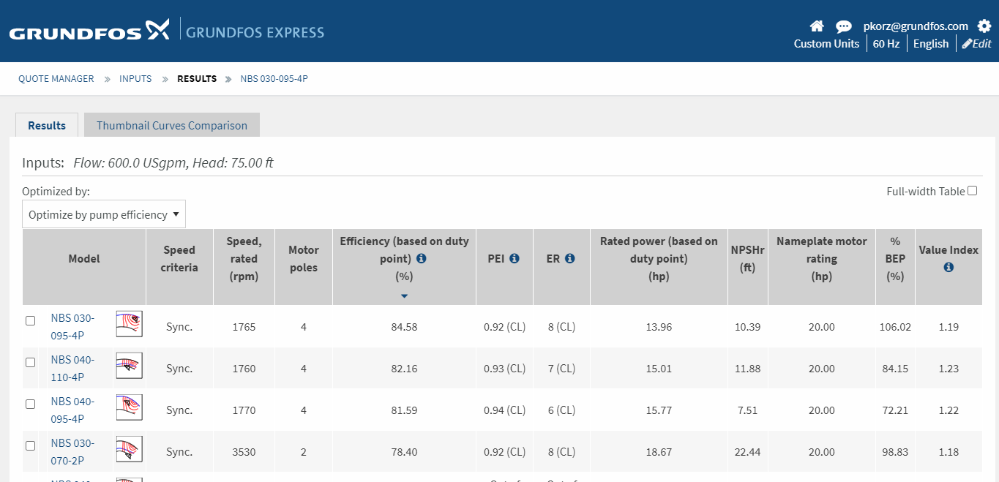 GRUNDFOS GRUNDFOS EXPRESS
pkorz@grundfos.com
Custom Units 60 Hz English Edit
QUOTE MANAGER » INPUTS » RESULTS » NBS 030-095-4P
Results Thumbnail Curves Comparison
Inputs: Flow: 600.0 USgpm, Head: 75.00 ft
Optimized by: Full-width Table
Optimize by pump efficiency
Model
Speed
criteria
Speed,
rated
(rpm)
Motor
poles
Efficiency (based on duty
point)
(%)
PEI
ER
Rated power (based on
duty point)
(hp)
NPSHr
(ft)
Nameplate motor
rating
(hp)
%
BEP
(%)
Value Index
NBS 030-
095-4P
Sync. 1765 4 84.58 0.92 (CL) 8 (CL) 13.96 10.39 20.00 106.02 1.19
NBS 040-
110-4P
Sync. 1760 4 82.16 0.93 (CL) 7 (CL) 15.01 11.88 20.00 84.15 1.23
NBS 040-
095-4P
Sync. 1770 4 81.59 0.94 (CL) 6 (CL) 15.77 7.51 20.00 72.21 1.22
NBS 030-
070-2P
Sync. 3530 2 78.40 0.92 (CL) 8 (CL) 18.67 22.44 20.00 98.83 1.18